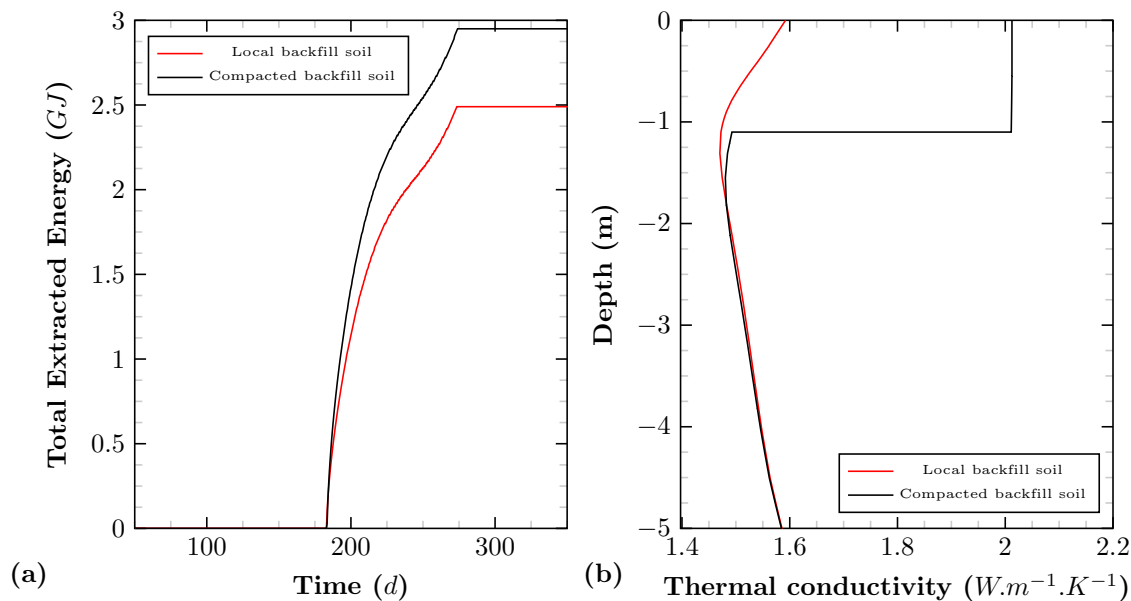 3
2.5
2
1.5
1
0.5
0
100
200
300
Total Extracted Energy (GJ)
Time (d)
Local backfill soil
Compacted backfill soil
(a)
0
−1
−2
−3
−4
−5
1.4
1.6
1.8
2
2.2
Depth (m)
Thermal conductivity (W.m⁻¹.K⁻¹)
Local backfill soil
Compacted backfill soil
(b)